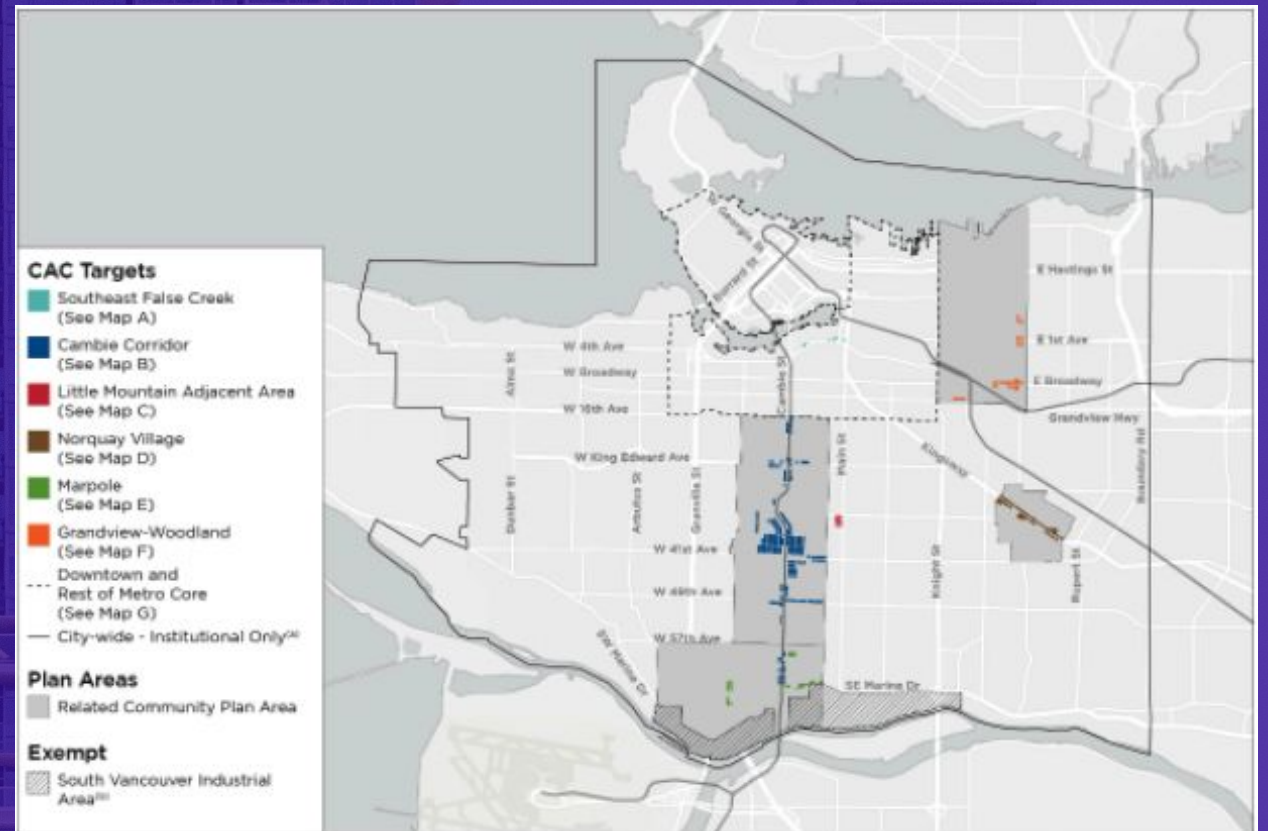 CAC Targets
Southeast False Creek
(See Map A)
Cambie Corridor
(See Map B)
Little Mountain Adjacent Area
(See Map C)
Norquay Village
(See Map D)
Marpole
(See Map E)
Grandview-Woodland
(See Map F)
Downtown and
Rest of Metro Core
(See Map G)
City-wide - Institutional Only
Plan Areas
Related Community Plan Area
Exempt
South Vancouver Industrial
Area
W Georgia St
Burrard St
E Hastings St
W 4th Ave
E 1st Ave
W Broadway
E Broadway
Alma St
Cambie St
W 16th Ave
Grandview Hwy
Main St
Kingsway
Boundary Rd
W King Edward Ave
Dunbar St
Arbutus St
Granville St
W 41st Ave
Knight St
Rupert St
W 49th Ave
W 57th Ave
SW Marine Dr
SE Marine Dr